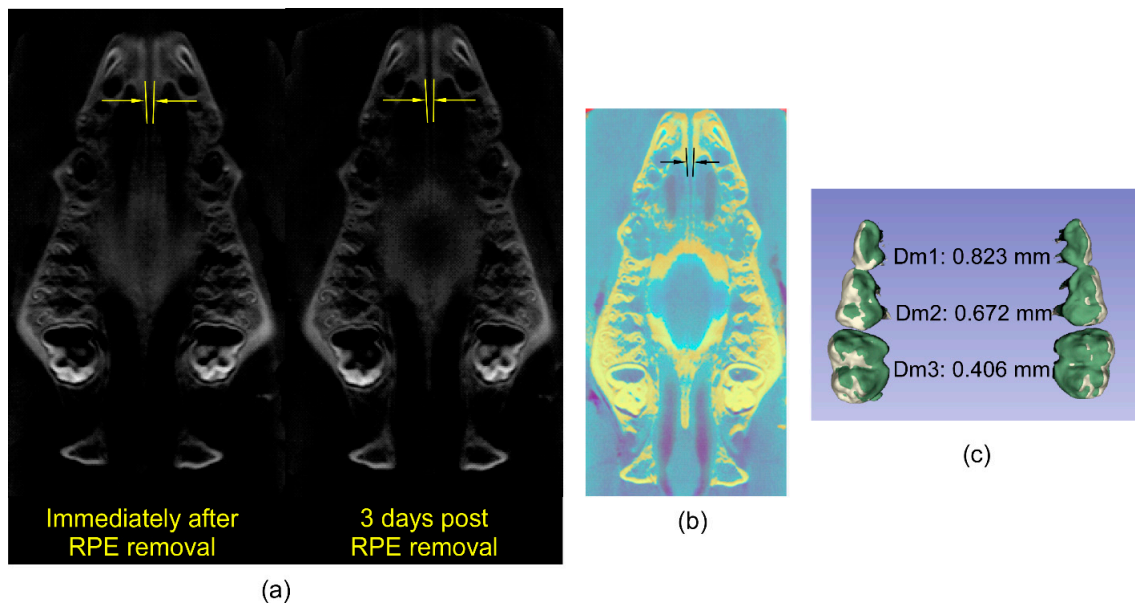 Immediately after
RPE removal
3 days post
RPE removal
(a)
(b)
Dm1: 0.823 mm
Dm2: 0.672 mm
Dm3: 0.406 mm
(c)